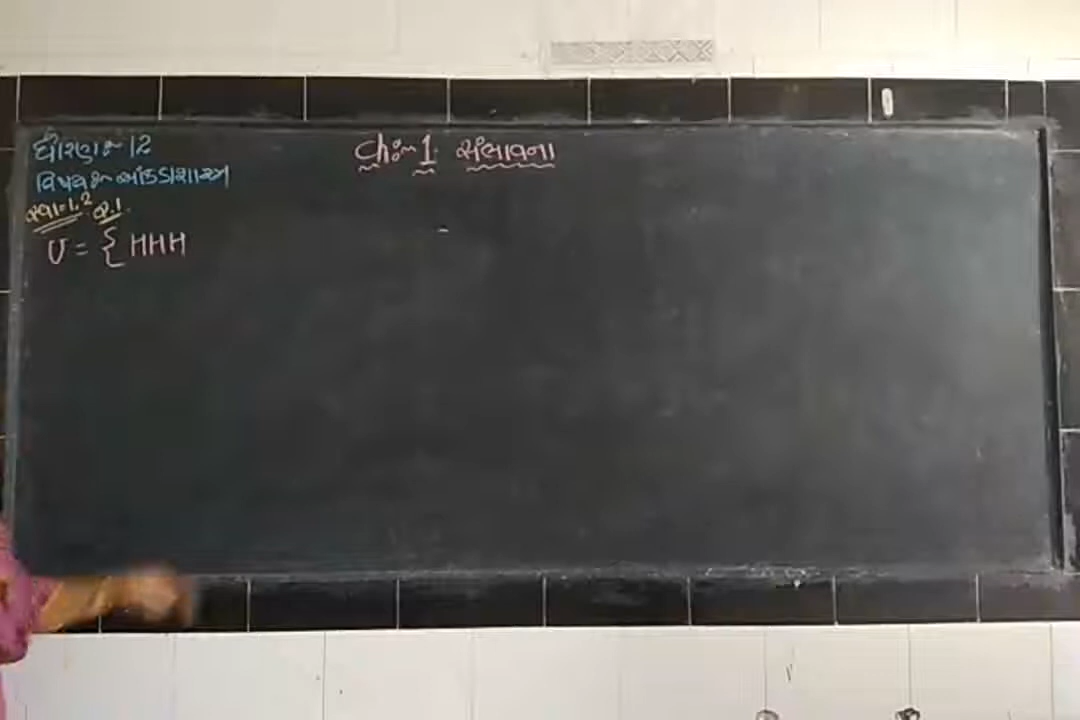 ધોરણ :- 12
Ch :- 1. સંભાવના
વિષય :- આંકડાશાસ્ત્ર
સ્વા- 1.2 દા.1.
U = { HHH